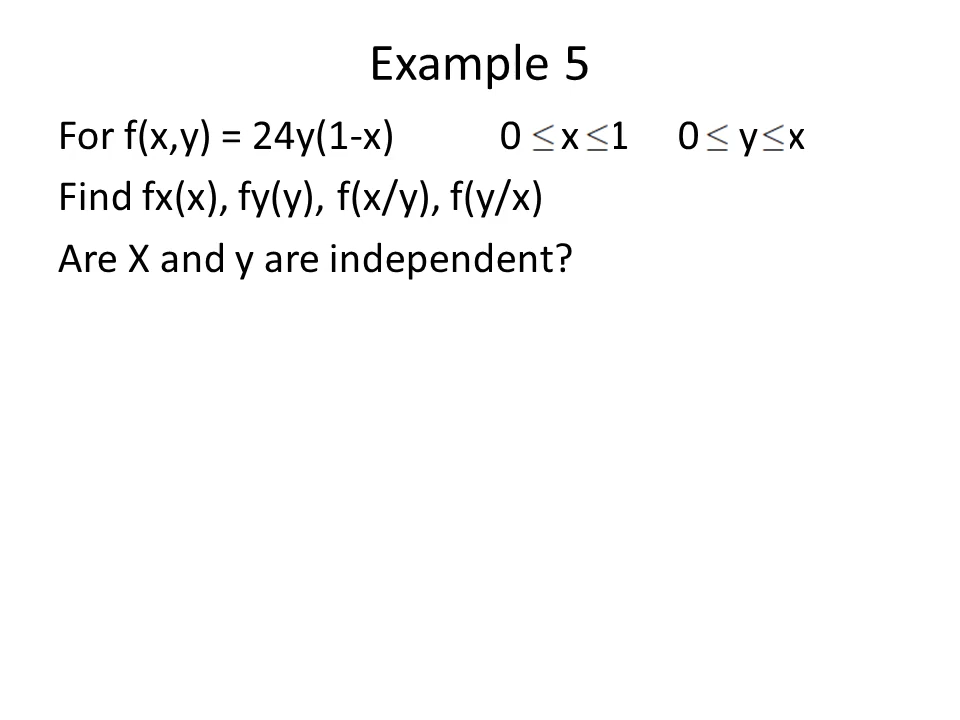 Example 5
For f(x,y) = 24y(1-x) 0 ≤ x ≤ 1 0 ≤ y ≤ x
Find fx(x), fy(y), f(x/y), f(y/x)
Are X and y are independent?